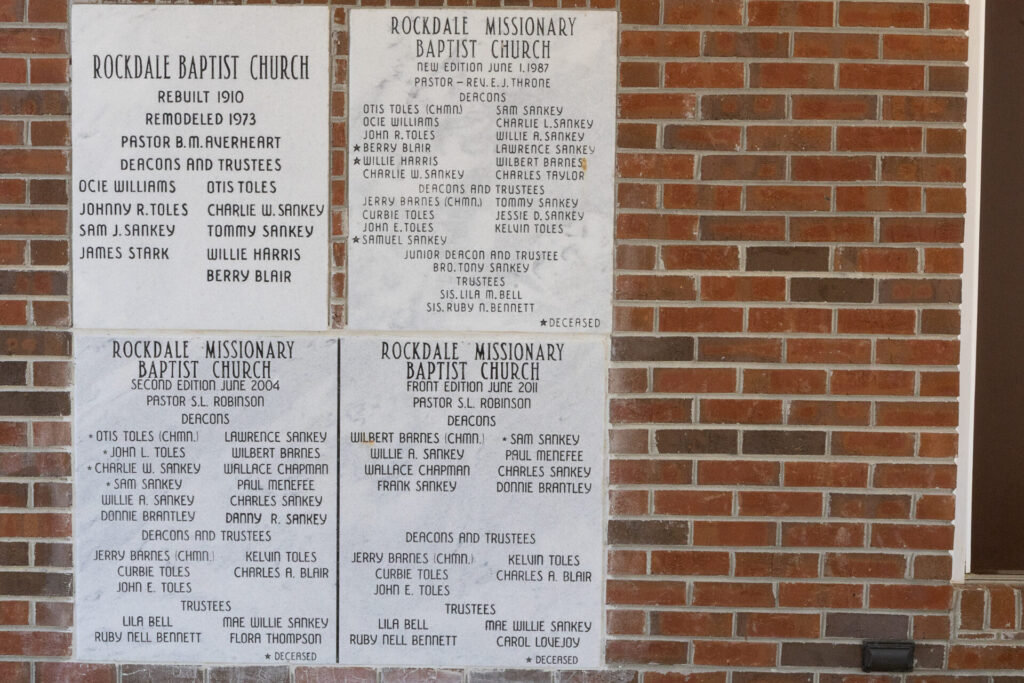 ROCKDALE BAPTIST CHURCH
REBUILT 1910
REMODELED 1973
PASTOR B.M. AVERHEART
DEACONS AND TRUSTEES
OCIE WILLIAMS OTIS TOLES
JOHNNY R. TOLES CHARLIE W. SANKEY
SAM J. SANKEY TOMMY SANKEY
JAMES STARK WILLIE HARRIS
BERRY BLAIR
ROCKDALE MISSIONARY
BAPTIST CHURCH
NEW EDITION JUNE 1, 1987
PASTOR – REV. E. J. THRONE
DEACONS
OTIS TOLES (CHMN) SAM SANKEY
OCIE WILLIAMS CHARLIE L. SANKEY
JOHN R. TOLES WILLIE A. SANKEY
★BERRY BLAIR LAWRENCE SANKEY
★WILLIE HARRIS WILBERT BARNES
CHARLIE W. SANKEY CHARLES TAYLOR
DEACONS AND TRUSTEES
JERRY BARNES (CHMN.) TOMMY SANKEY
CURBIE TOLES JESSIE D. SANKEY
JOHN E. TOLES KELVIN TOLES
★SAMUEL SANKEY
JUNIOR DEACON AND TRUSTEE
BRO. TONY SANKEY
TRUSTEES
SIS. LILA M. BELL
SIS. RUBY N. BENNETT
★DECEASED
ROCKDALE MISSIONARY
BAPTIST CHURCH
SECOND EDITION JUNE 2004
PASTOR S.L. ROBINSON
DEACONS
★OTIS TOLES (CHMN.) LAWRENCE SANKEY
★JOHN L. TOLES WILBERT BARNES
★CHARLIE W. SANKEY WALLACE CHAPMAN
★SAM SANKEY PAUL MENEFEE
WILLIE A. SANKEY CHARLES SANKEY
DONNIE BRANTLEY DANNY R. SANKEY
DEACONS AND TRUSTEES
JERRY BARNES (CHMN.) KELVIN TOLES
CURBIE TOLES CHARLES A. BLAIR
JOHN E. TOLES
TRUSTEES
LILA BELL MAE WILLIE SANKEY
RUBY NELL BENNETT FLORA THOMPSON
★DECEASED
ROCKDALE MISSIONARY
BAPTIST CHURCH
FRONT EDITION JUNE 2011
PASTOR S.L. ROBINSON
DEACONS
WILBERT BARNES (CHMN.) ★SAM SANKEY
WILLIE A. SANKEY PAUL MENEFEE
WALLACE CHAPMAN CHARLES SANKEY
FRANK SANKEY DONNIE BRANTLEY
DEACONS AND TRUSTEES
JERRY BARNES (CHMN.) KELVIN TOLES
CURBIE TOLES CHARLES A. BLAIR
JOHN E. TOLES
TRUSTEES
LILA BELL MAE WILLIE SANKEY
RUBY NELL BENNETT CAROL LOVEJOY
★DECEASED